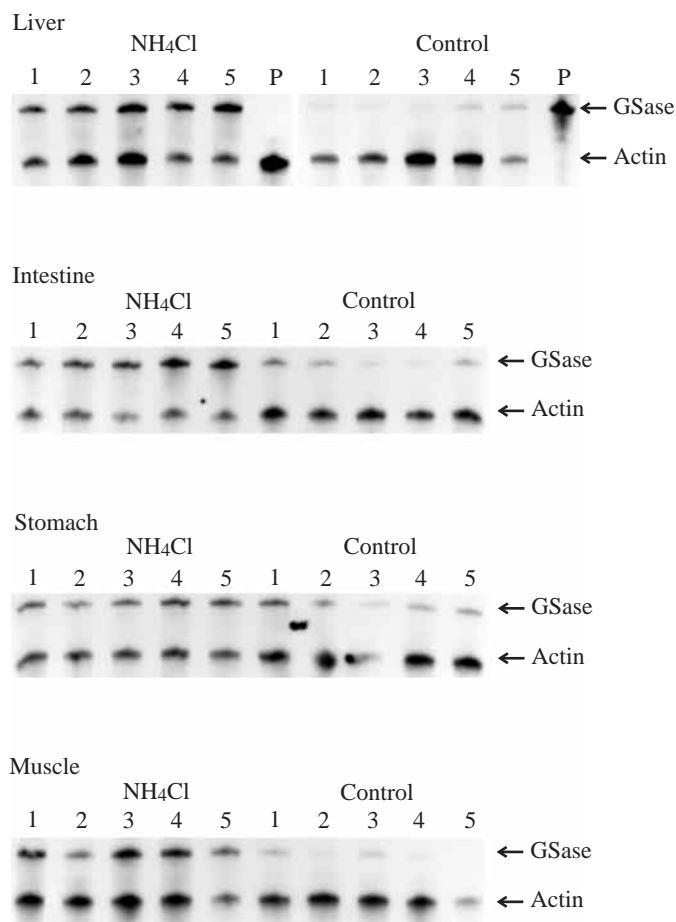 Liver
NH4Cl Control
1 2 3 4 5 P 1 2 3 4 5 P
GSase
Actin
Intestine
NH4Cl Control
1 2 3 4 5 1 2 3 4 5
GSase
Actin
Stomach
NH4Cl Control
1 2 3 4 5 1 2 3 4 5
GSase
Actin
Muscle
NH4Cl Control
1 2 3 4 5 1 2 3 4 5
GSase
Actin